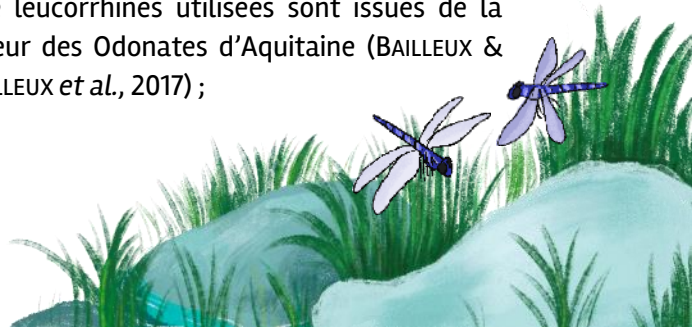 leucorrhines utilisées sont issues de la
eur des Odonates d’Aquitaine (BAILLEUX &
LLEUX et al., 2017) ;